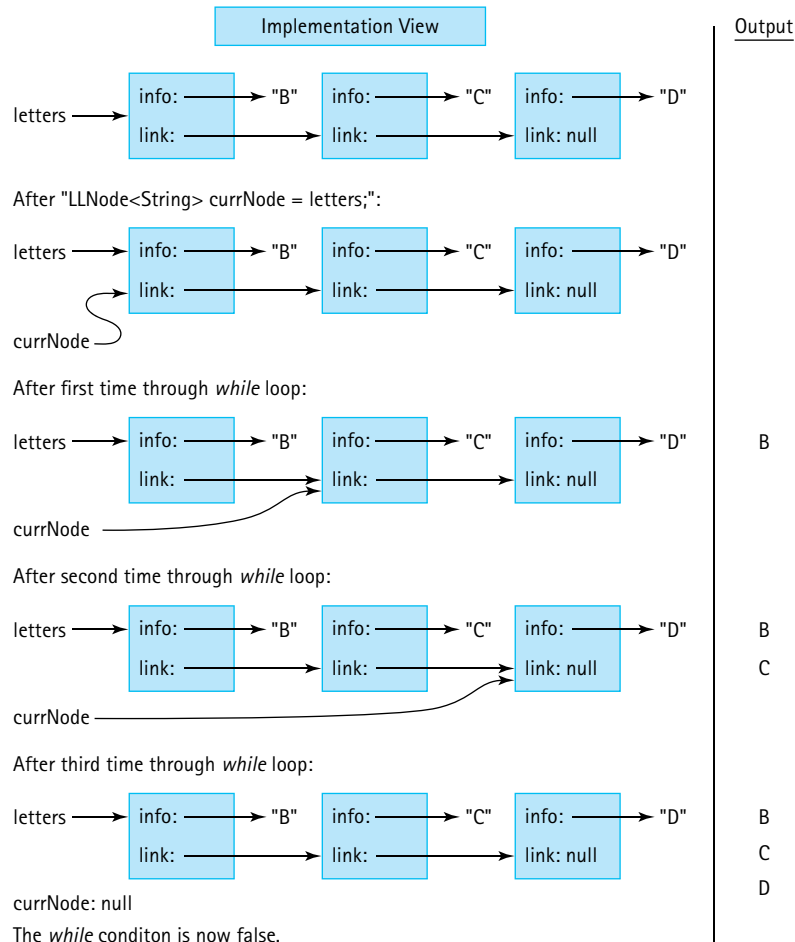 Implementation View
Output
info: "B" info: "C" info: "D"
letters
link: link: link: null
After "LLNode<String> currNode = letters;":
letters info: "B" info: "C" info: "D"
link: link: link: null
currNode
After first time through while loop:
letters info: "B" info: "C" info: "D" B
link: link: link: null
currNode
After second time through while loop:
letters info: "B" info: "C" info: "D" B
link: link: link: null C
currNode
After third time through while loop:
letters info: "B" info: "C" info: "D" B
link: link: link: null C
D
currNode: null
The while conditon is now false.